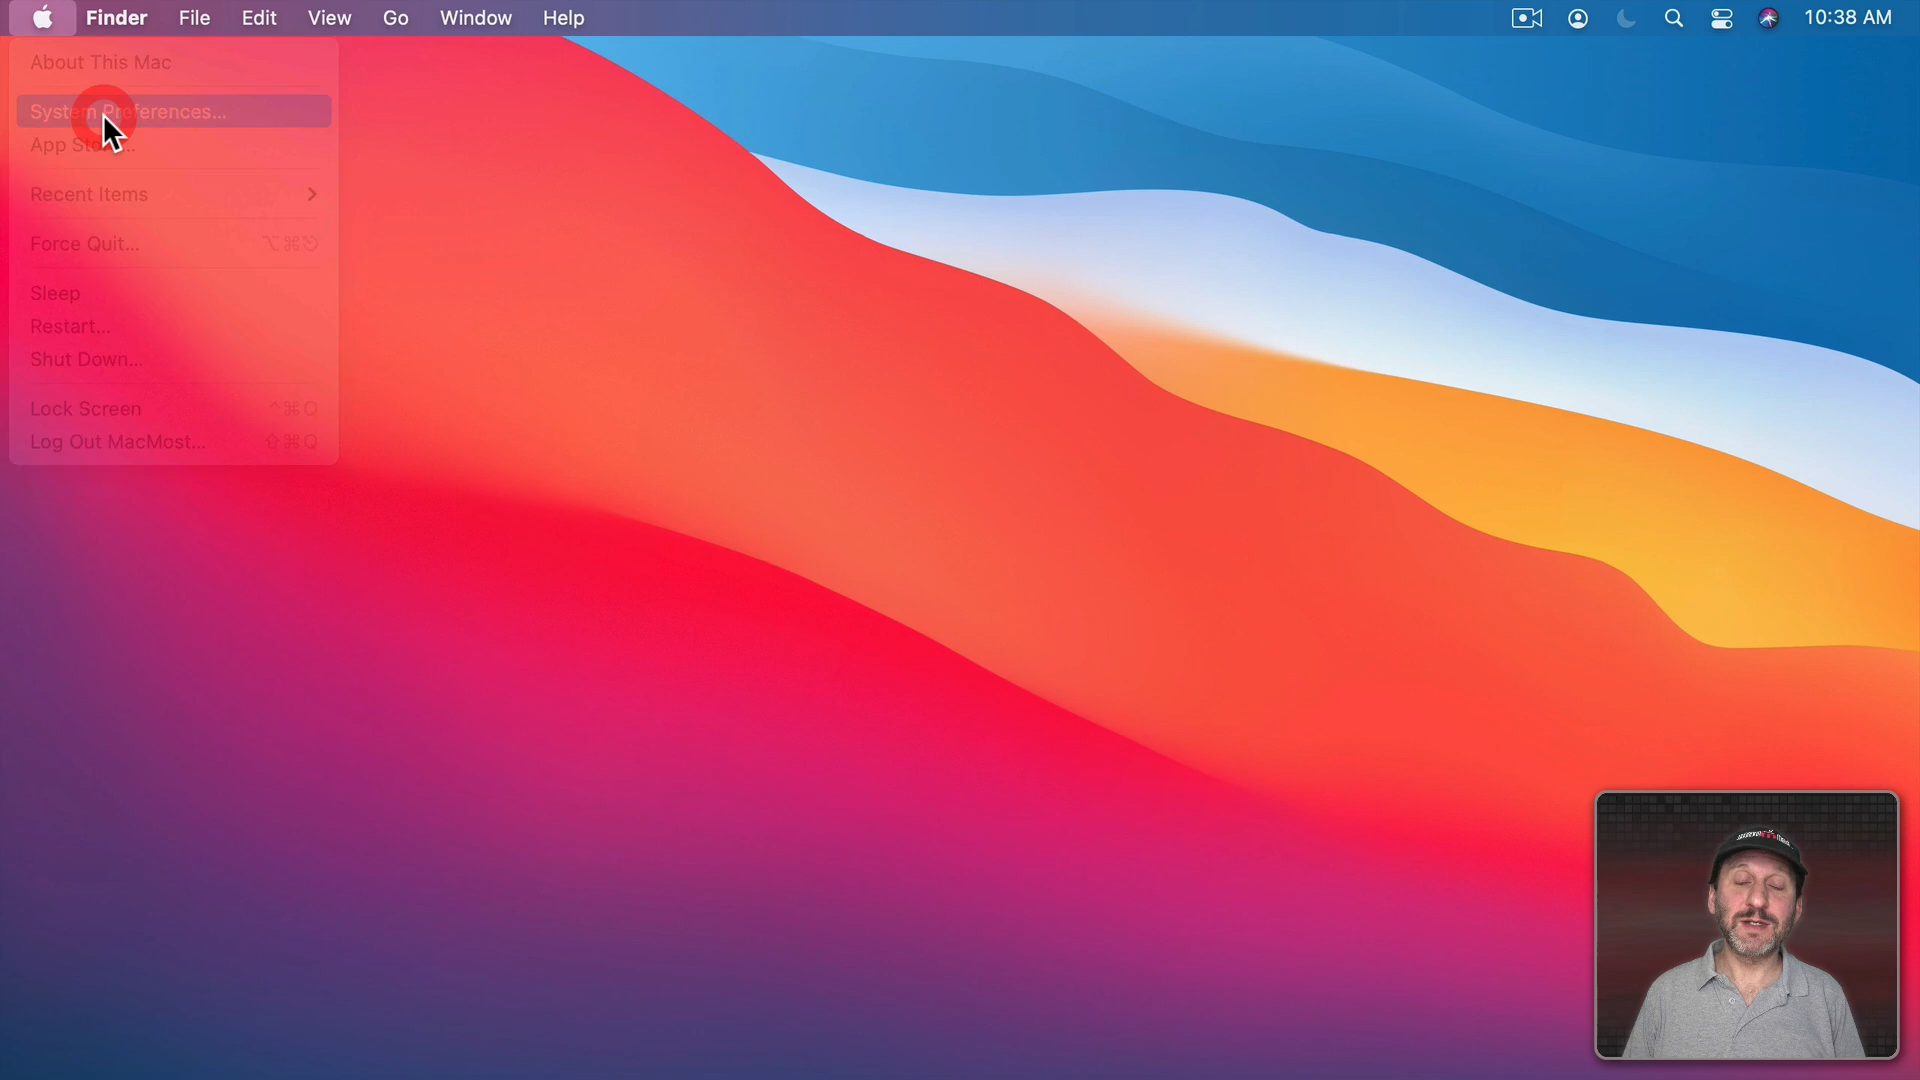 Finder File Edit View Go Window Help 10:38 AM
About This Mac
System Preferences...
App Sto...
Recent Items
Force Quit... ⌥⌘⎋
Sleep
Restart...
Shut Down...
Lock Screen ^⌘Q
Log Out MacMost... ⇧⌘Q